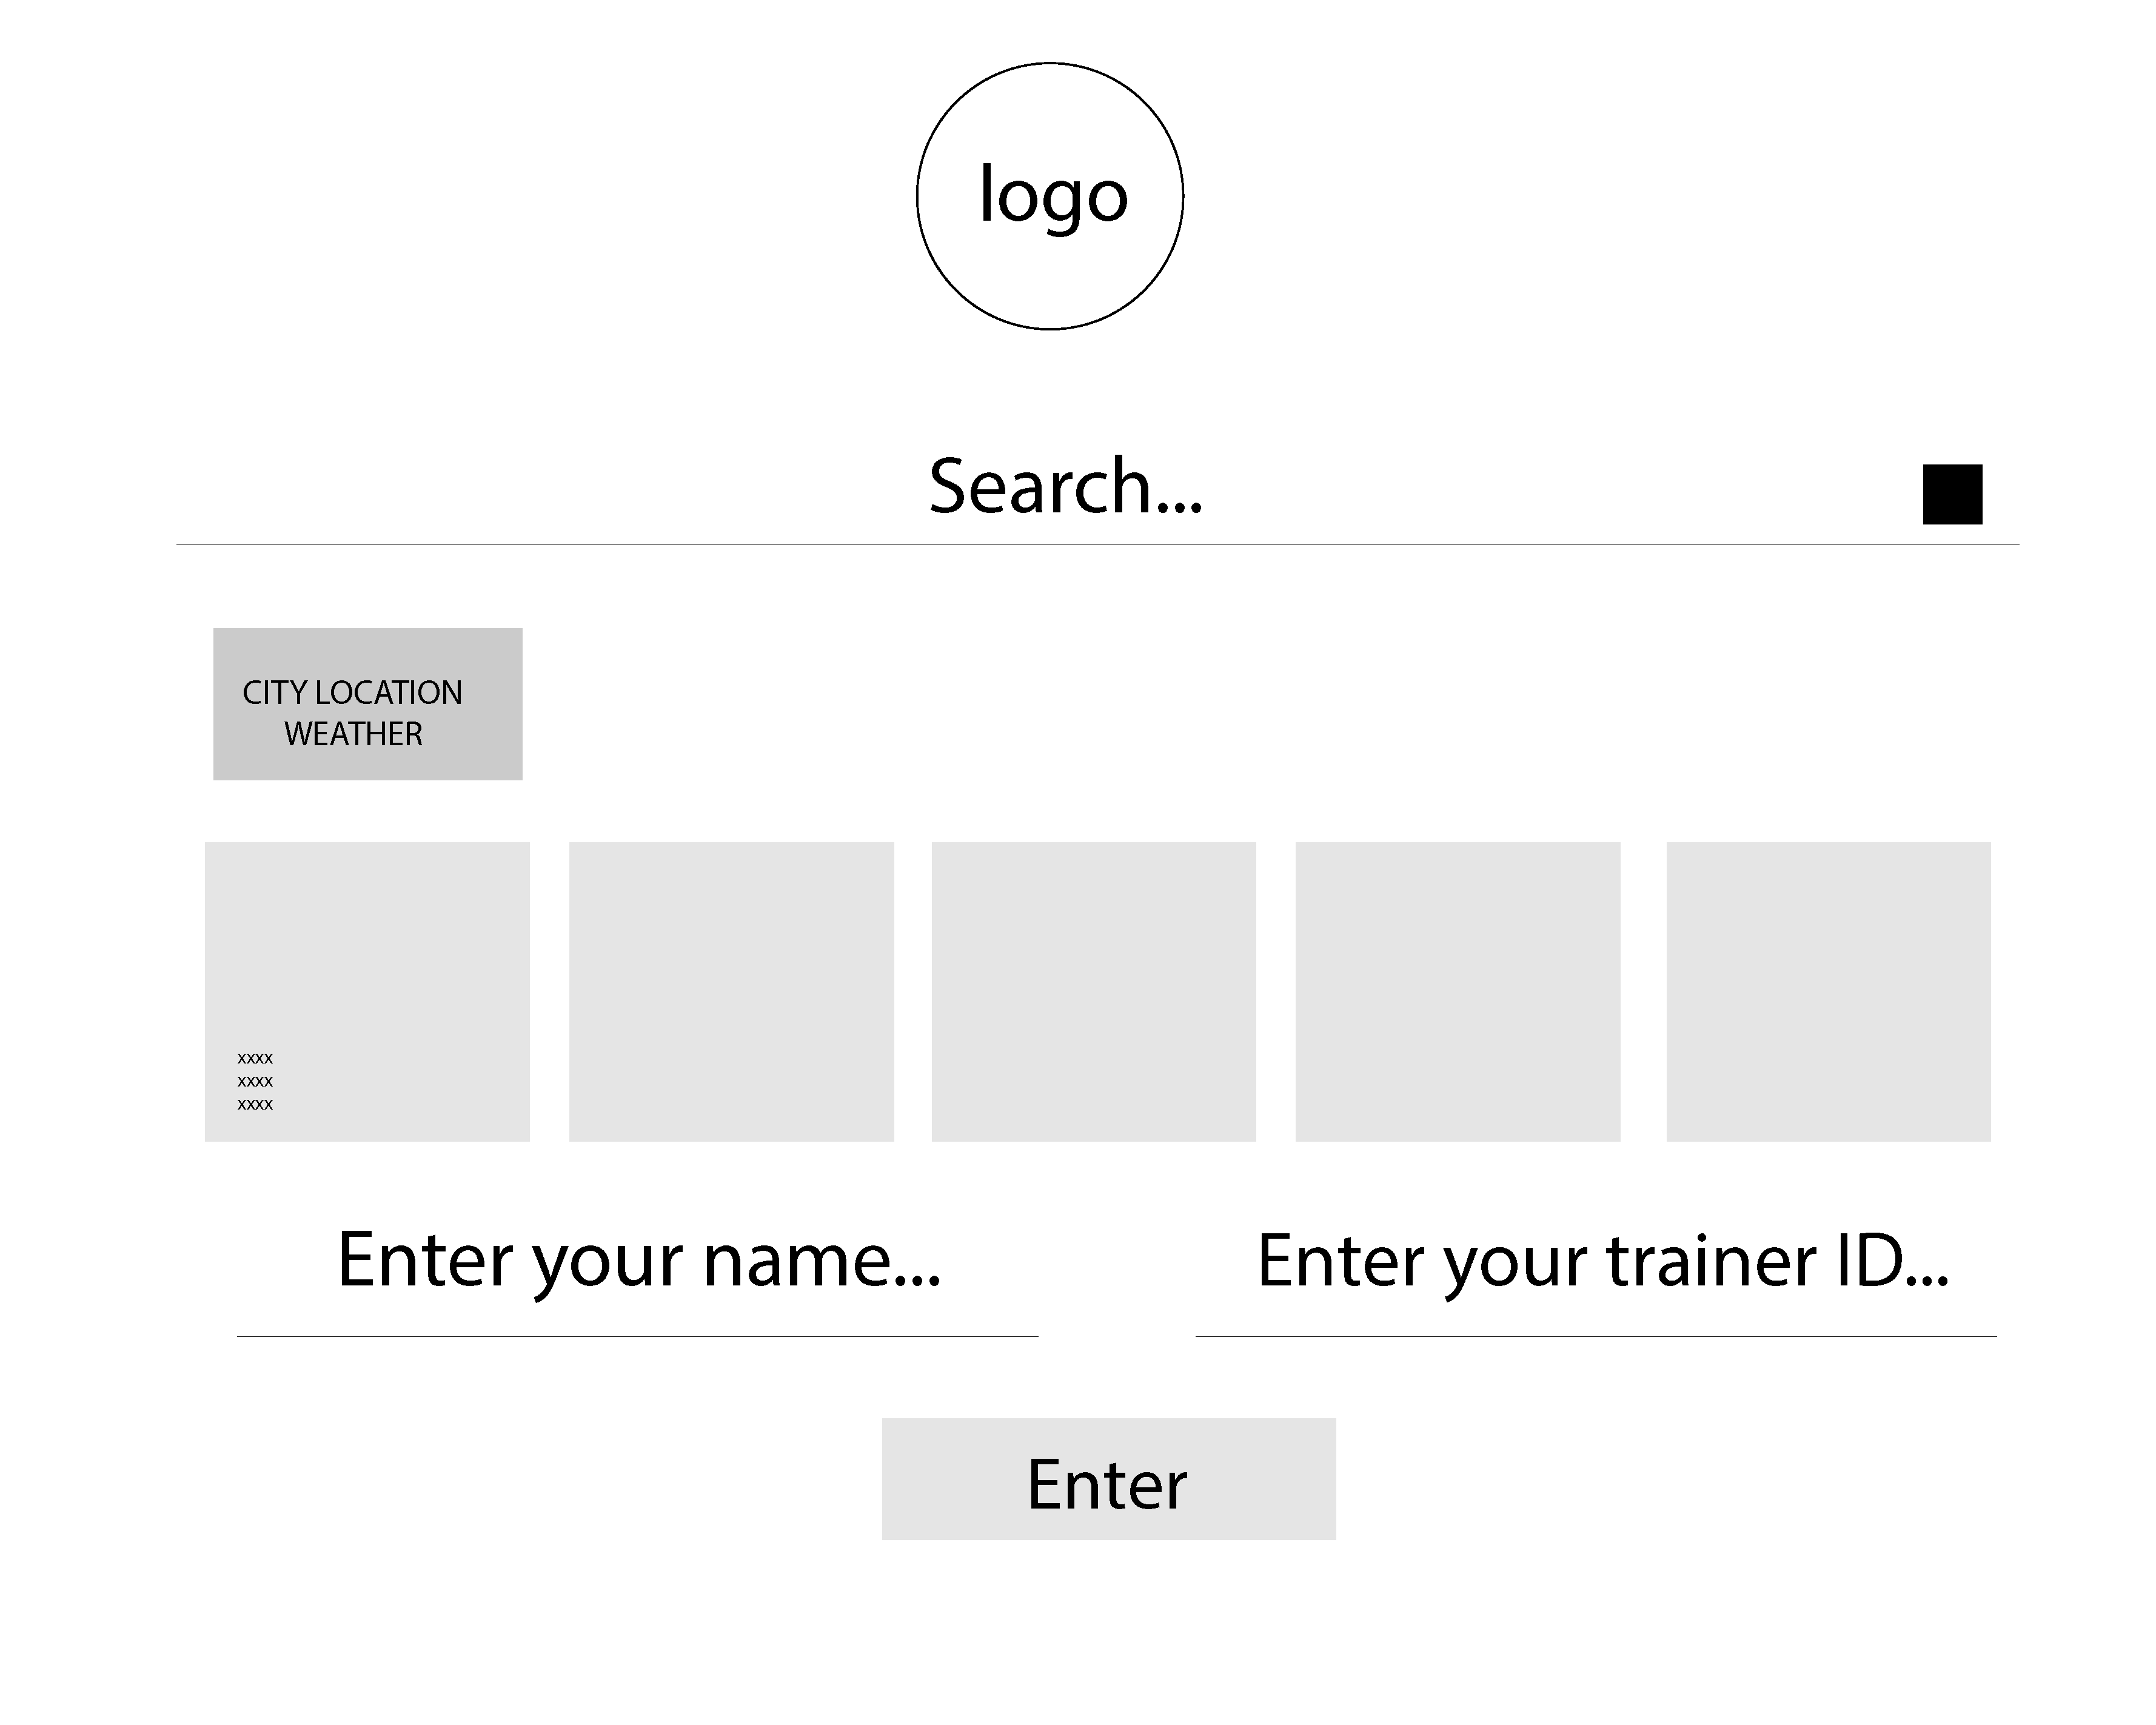 logo
Search...
CITY LOCATION
WEATHER
xxxx
xxxx
xxxx
Enter your name...
Enter your trainer ID...
Enter